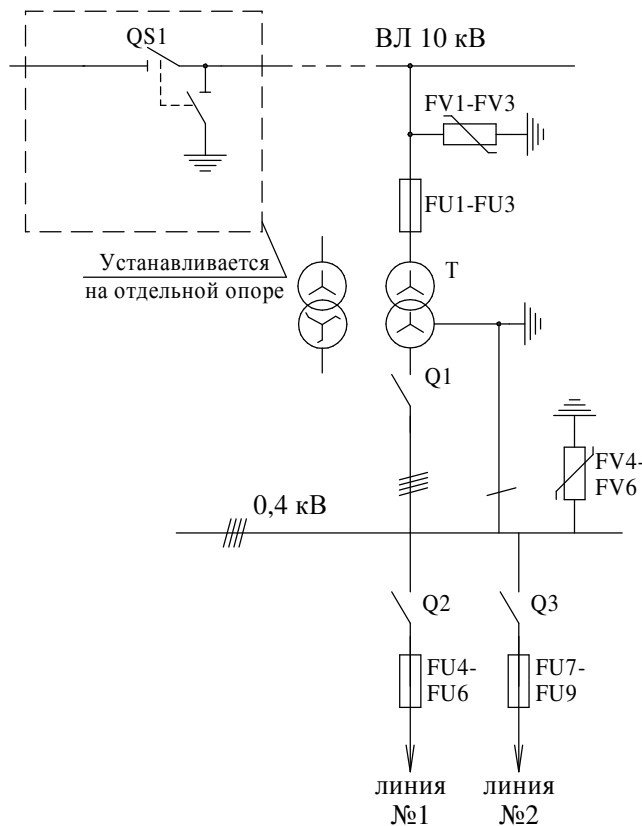 QS1
ВЛ 10 кВ
FV1-FV3
FU1-FU3
Устанавливается
на отдельной опоре
T
Q1
FV4-
FV6
0,4 кВ
Q2
Q3
FU4-
FU6
FU7-
FU9
линия
№1
линия
№2